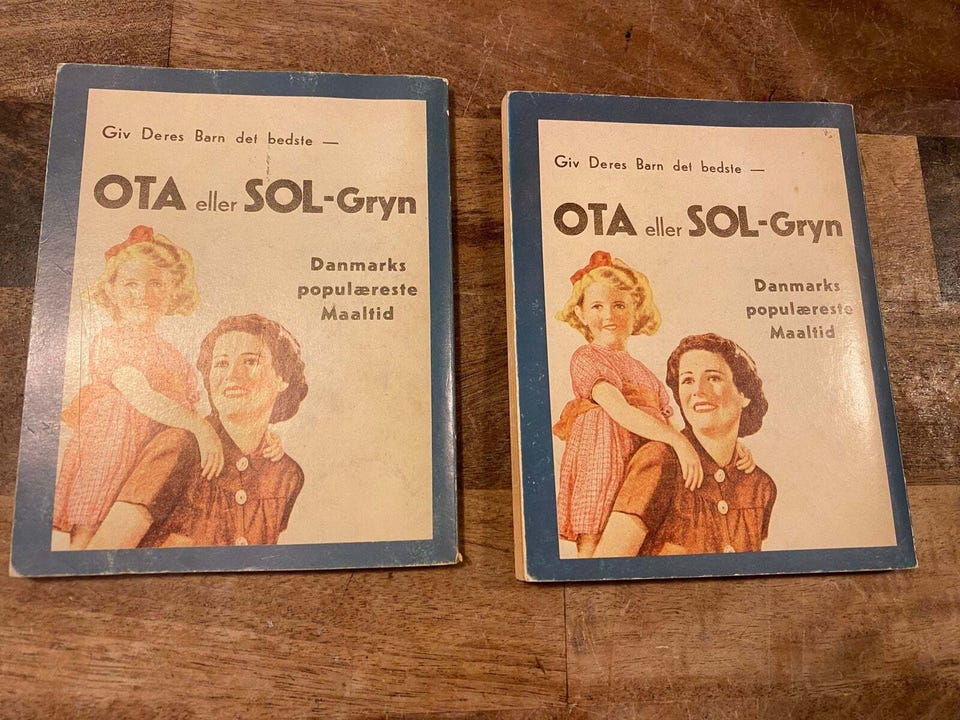 Giv Deres Barn det bedste —
OTA eller SOL-Gryn
Danmarks
populæreste
Maaltid
Giv Deres Barn det bedste —
OTA eller SOL-Gryn
Danmarks
populæreste
Maaltid